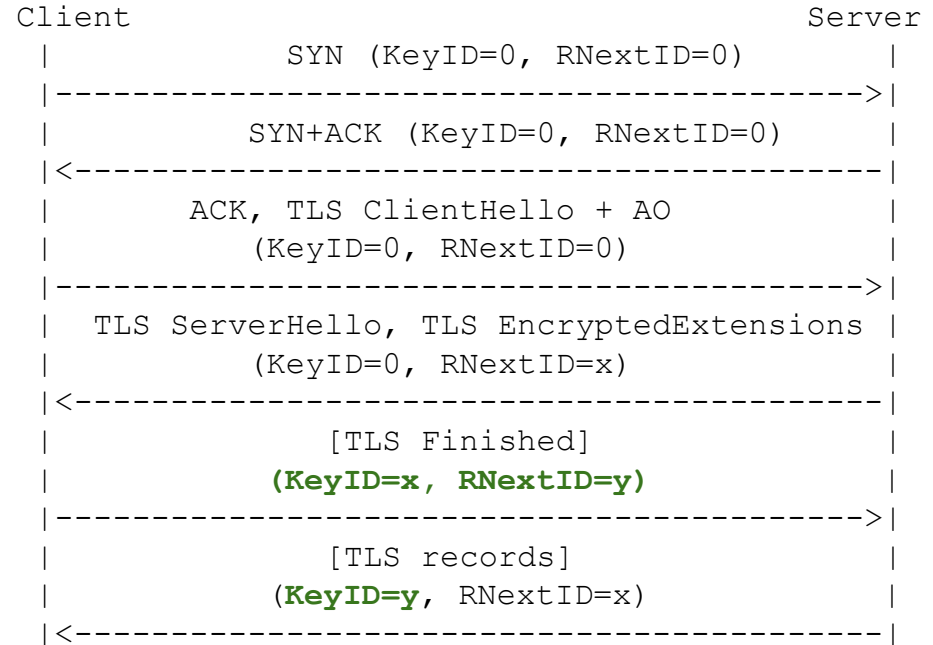 Client Server
| SYN (KeyID=0, RNextID=0) |
|------------------------------------------>|
| SYN+ACK (KeyID=0, RNextID=0) |
|<------------------------------------------|
| ACK, TLS ClientHello + AO |
| (KeyID=0, RNextID=0) |
|------------------------------------------>|
| TLS ServerHello, TLS EncryptedExtensions |
| (KeyID=0, RNextID=x) |
|<------------------------------------------|
| [TLS Finished] |
| (KeyID=x, RNextID=y) |
|------------------------------------------>|
| [TLS records] |
| (KeyID=y, RNextID=x) |
|<------------------------------------------|